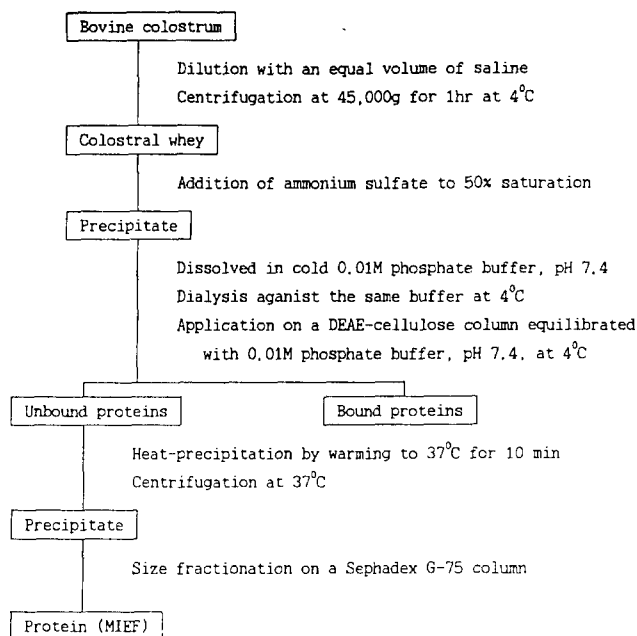 Bovine colostrum
Dilution with an equal volume of saline
Centrifugation at 45,000g for 1hr at 4°C
Colostral whey
Addition of ammonium sulfate to 50% saturation
Precipitate
Dissolved in cold 0.01M phosphate buffer, pH 7.4
Dialysis aganist the same buffer at 4°C
Application on a DEAE-cellulose column equilibrated
with 0.01M phosphate buffer, pH 7.4, at 4°C
Unbound proteins
Bound proteins
Heat-precipitation by warming to 37°C for 10 min
Centrifugation at 37°C
Precipitate
Size fractionation on a Sephadex G-75 column
Protein (MIEF)